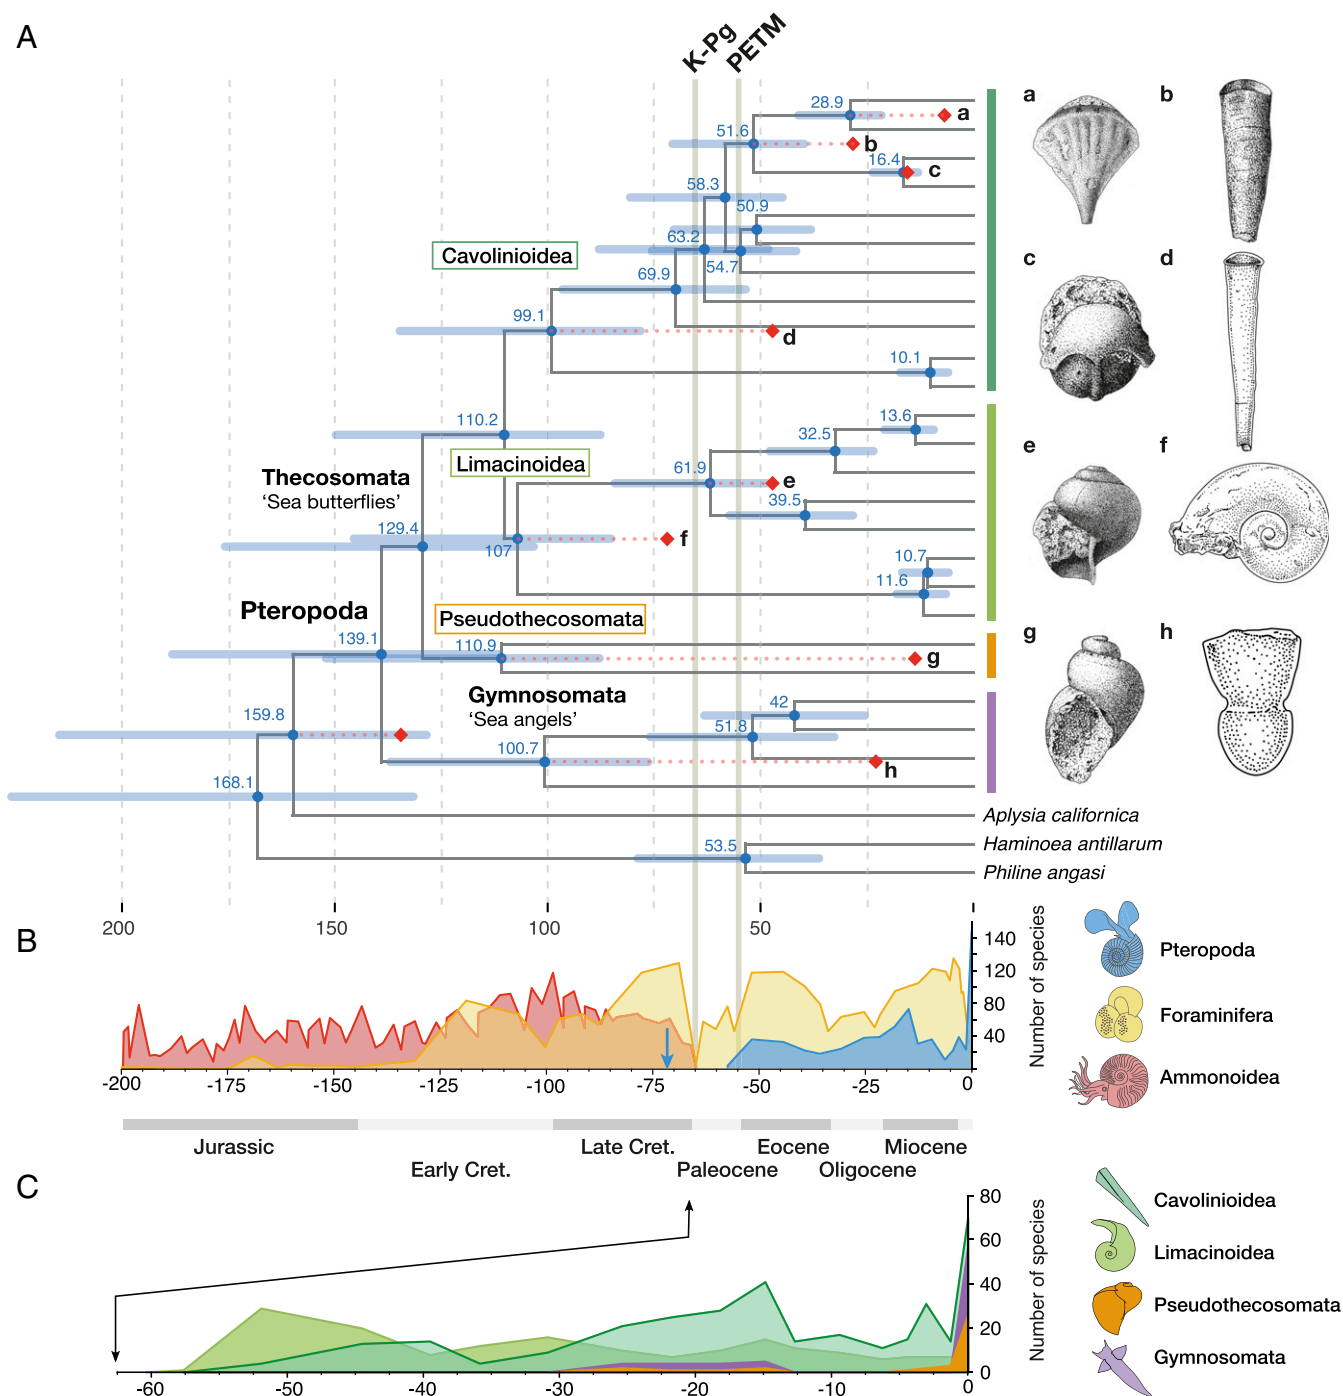 A
K-Pg
PETM
28.9
a
51.6
b
16.4
c
58.3
50.9
63.2
54.7
Cavolinioidea
69.9
99.1
d
10.1
110.2
13.6
32.5
Limacinoidea
61.9
e
39.5
Thecosomata
'Sea butterflies'
129.4
107
f
10.7
11.6
Pteropoda
Pseudothecosomata
139.1
110.9
g
Gymnosomata
'Sea angels'
42
51.8
159.8
100.7
h
168.1
Aplysia californica
53.5
Haminoea antillarum
Philine angasi
a
b
c
d
e
f
g
h
200
150
100
50
B
140
120
80
40
0
Number of species
-200
-175
-150
-125
-100
-75
-50
-25
0
Pteropoda
Foraminifera
Ammonoidea
Jurassic
Late Cret.
Eocene
Miocene
Early Cret.
Paleocene
Oligocene
C
80
60
40
20
0
Number of species
-60
-50
-40
-30
-20
-10
0
Cavolinioidea
Limacinoidea
Pseudothecosomata
Gymnosomata